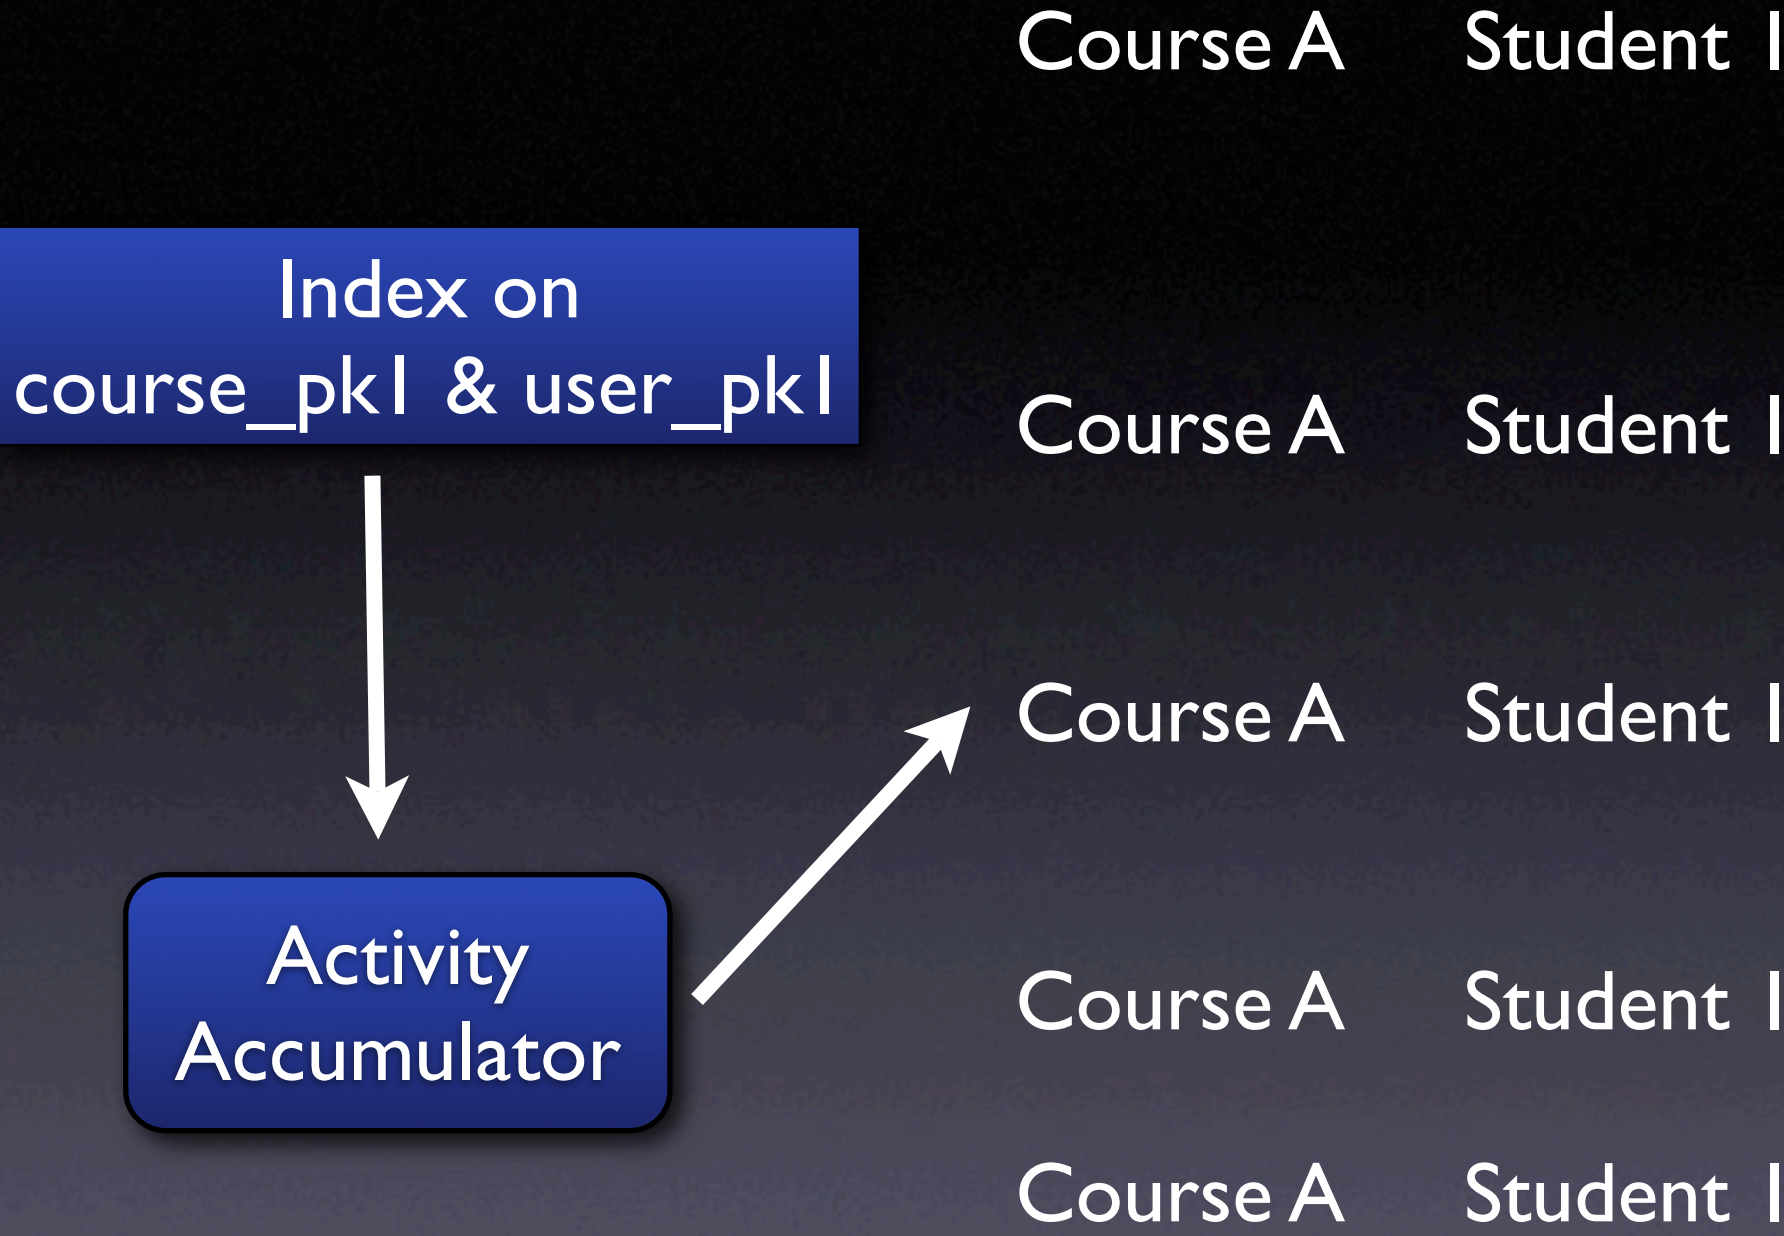 Course A Student 1
Index on
course_pk1 & user_pk1
Course A Student 1
Course A Student 1
Activity
Accumulator
Course A Student 1
Course A Student 1